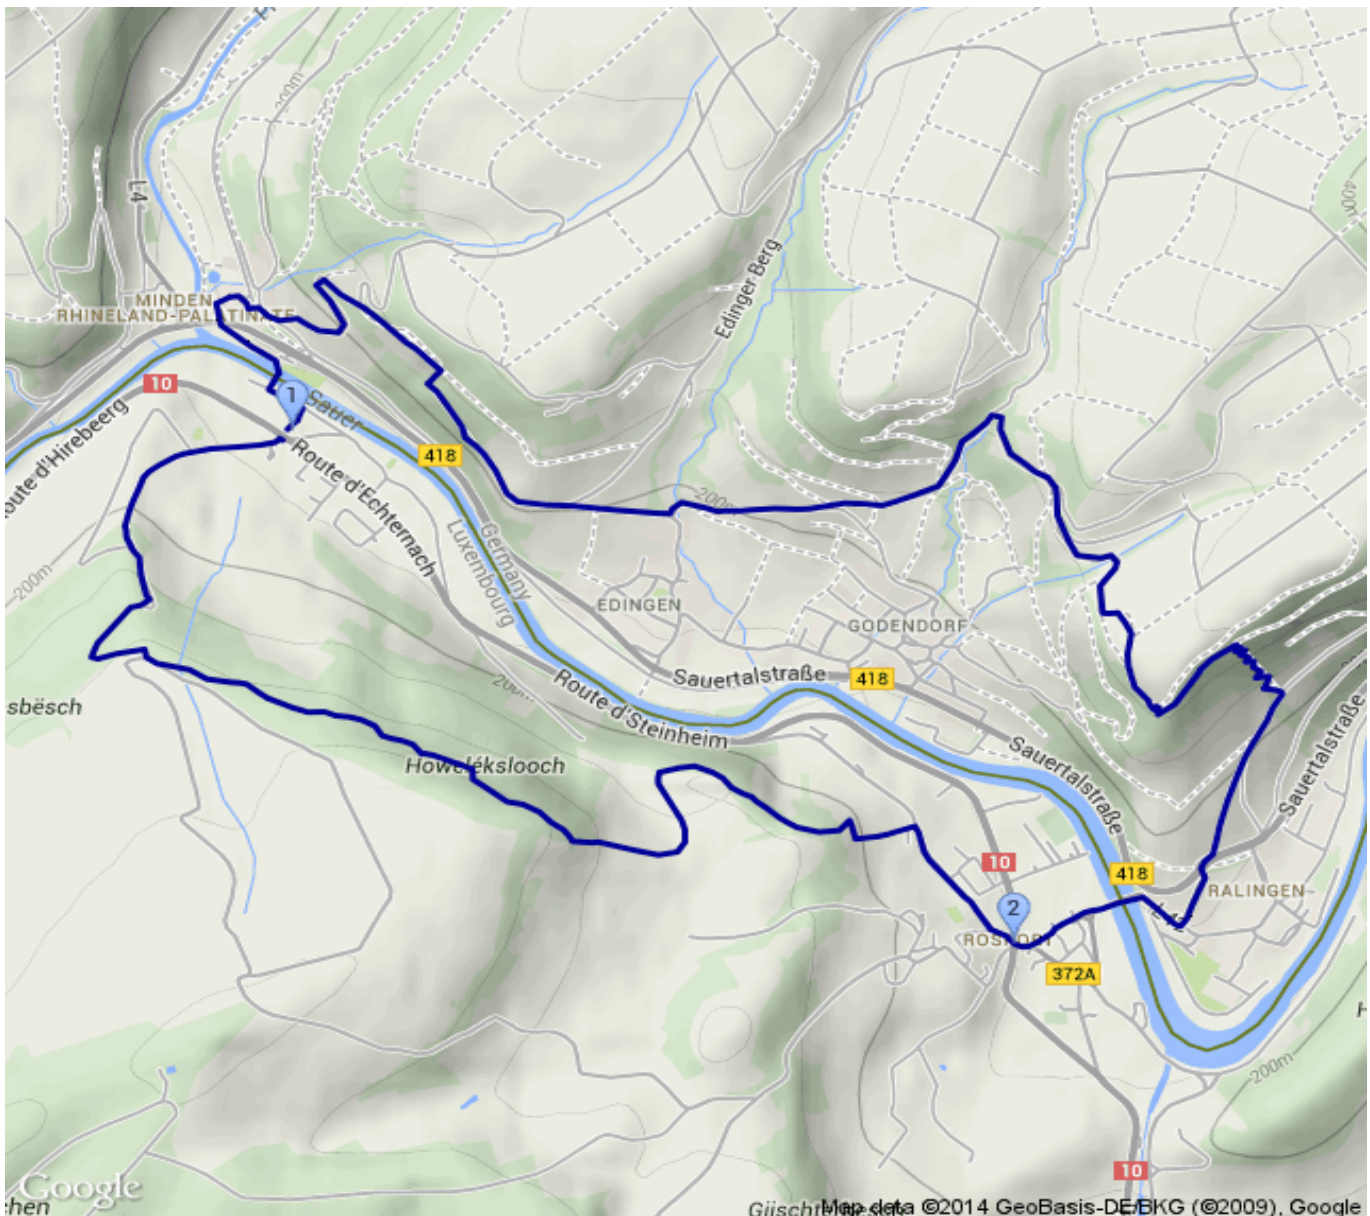 200m
L4
400m
Edinger Berg
MINDEN
RHINELAND-PALATINATE
10
1
Sauer
Route d'Hirebeerg
418
Route d'Echternach
200m
Germany
Luxembourg
200m
EDINGEN
GODENDORF
Sauertalstraße
418
200m
Route d'Steinheim
sbësch
Howelékslooch
Sauertalstraße
Sauertalstraße
10
418
RALINGEN
2
ROSPORT
372A
H
200m
10
Google
chen
Map data ©2014 GeoBasis-DE/BKG (©2009), Google